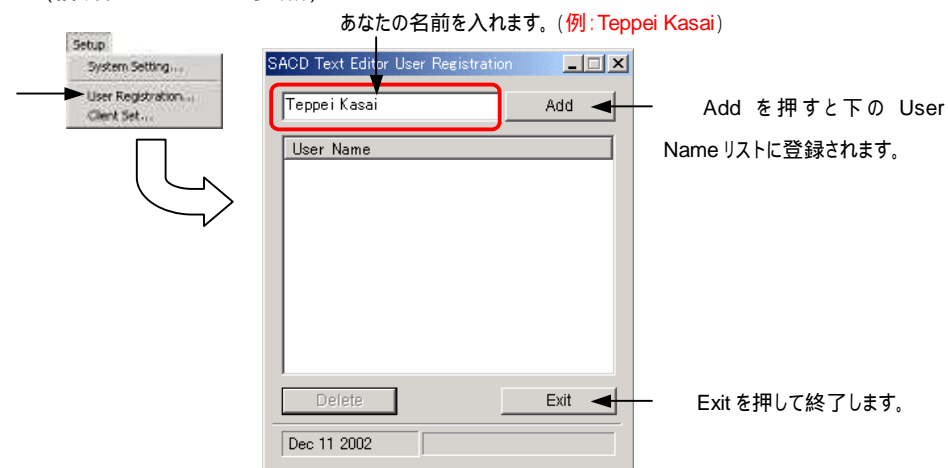 あなたの名前を入れます。(例:Teppei Kasai)
Setup
System Setting...
User Registration...
Client Set...
SACD Text Editor User Registration
Teppei Kasai
Add
Add を押すと下の User
Name リストに登録されます。
User Name
Delete
Exit
Exit を押して終了します。
Dec 11 2002